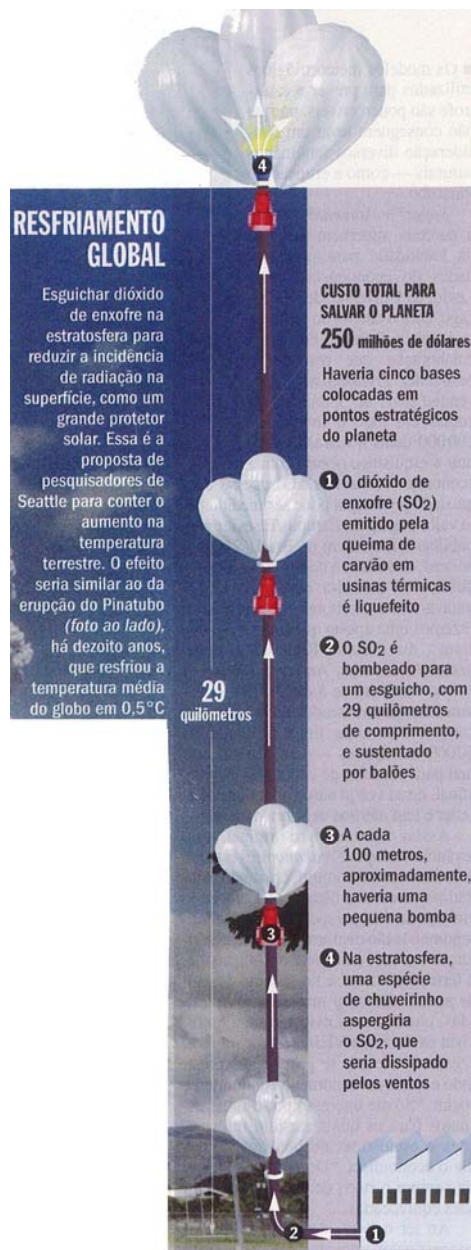 RESFRIAMENTO
GLOBAL
Esguichar dióxido
de enxofre na
estratosfera para
reduzir a incidência
de radiação na
superfície, como um
grande protetor
solar. Essa é a
proposta de
pesquisadores de
Seattle para conter o
aumento na
temperatura
terrestre. O efeito
seria similar ao da
erupção do Pinatubo
(foto ao lado),
há dezoito anos,
que resfriou a
temperatura média
do globo em 0,5°C
29
quilômetros
4
3
2
1
CUSTO TOTAL PARA
SALVAR O PLANETA
250 milhões de dólares
Haveria cinco bases
colocadas em
pontos estratégicos
do planeta
1 O dióxido de
enxofre (SO2)
emitido pela
queima de
carvão em
usinas térmicas
é liquefeito
2 O SO2 é
bombeado para
um esguicho, com
29 quilômetros
de comprimento,
e sustentado
por balões
3 A cada
100 metros,
aproximadamente,
haveria uma
pequena bomba
4 Na estratosfera,
uma espécie
de chuveirinho
aspergiria
o SO2, que
seria dissipado
pelos ventos